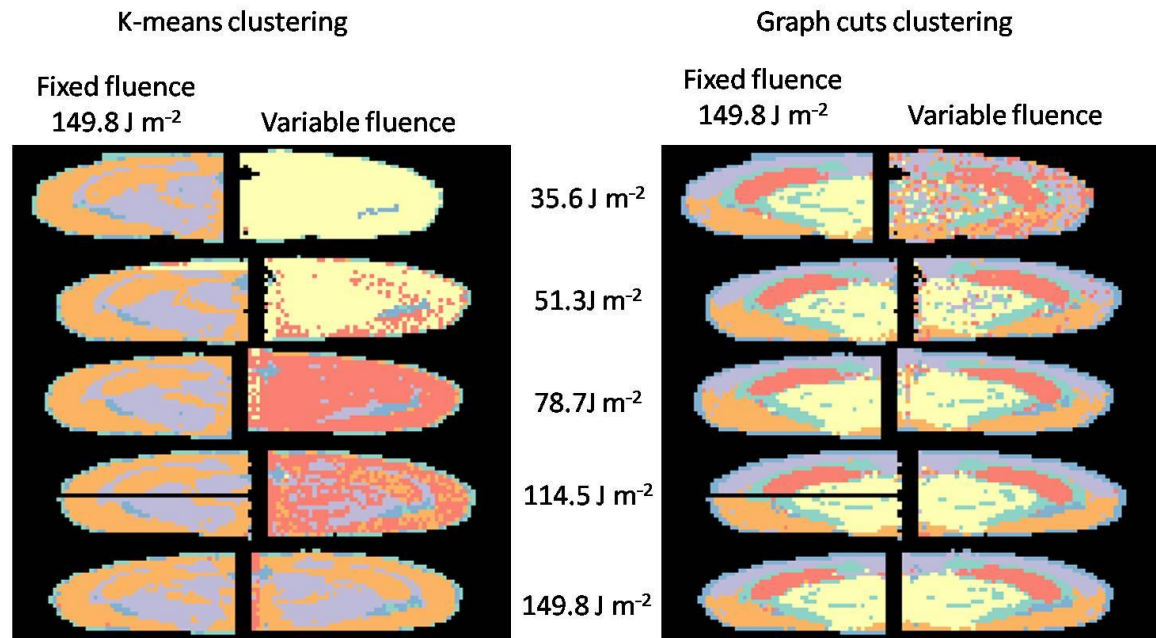 K-means clustering
Graph cuts clustering
Fixed fluence
149.8 J m⁻²
Variable fluence
Fixed fluence
149.8 J m⁻²
Variable fluence
35.6 J m⁻²
51.3J m⁻²
78.7J m⁻²
114.5 J m⁻²
149.8 J m⁻²